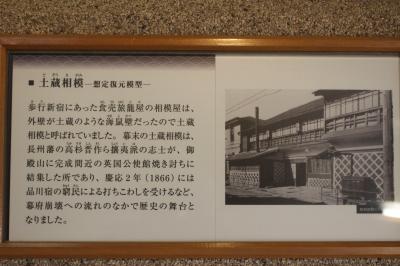 ■ 土蔵相模―想定復元模型―
歩行新宿にあった食売旅籠屋の相模屋は、
外壁が土蔵のような海鼠壁だったので土蔵
相模と呼ばれていました。幕末の土蔵相模は、
長州藩の高杉晋作ら攘夷派の志士が、御
殿山に完成間近の英国公使館焼き討ちに
結集した所であり、慶応2年(1866)には
品川宿の窮民による打ちこわしを受けるなど、
幕府崩壊への流れのなかで歴史の舞台と
なりました。